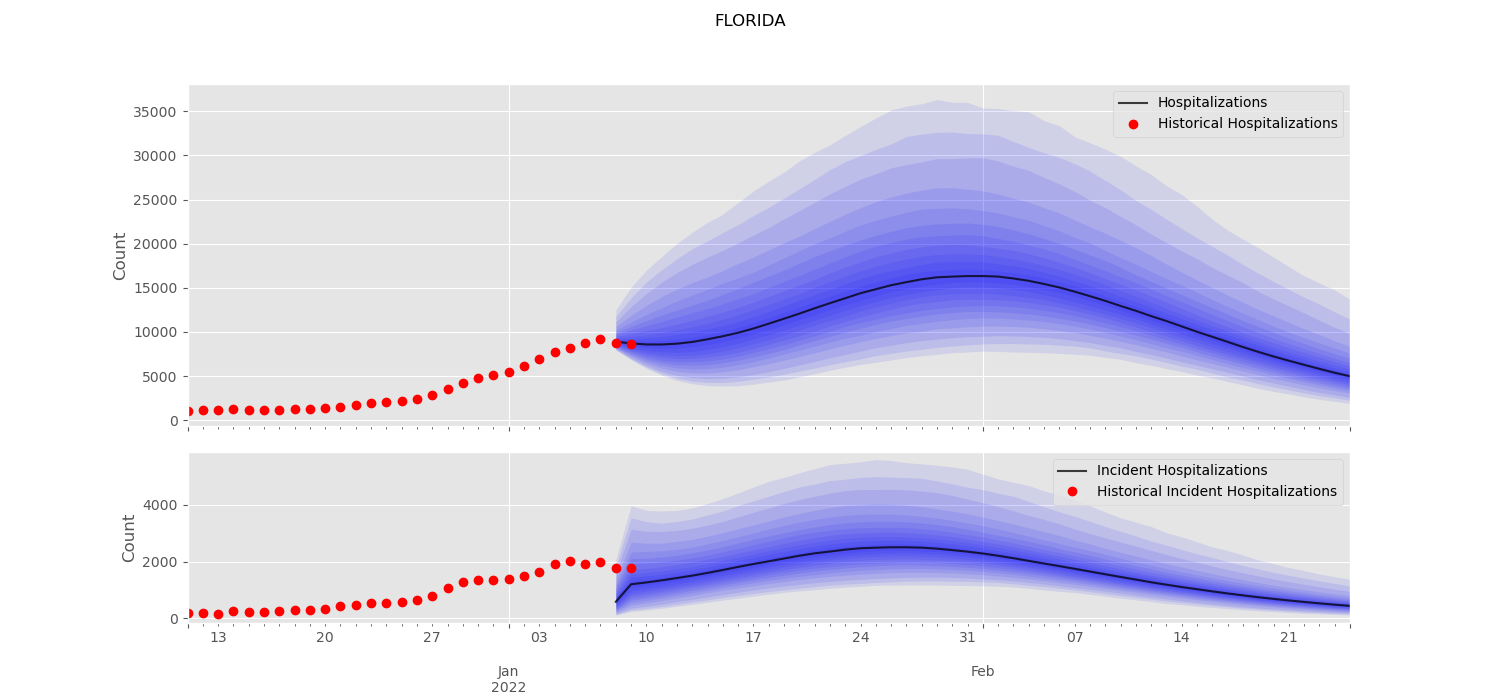 FLORIDA
Hospitalizations
Historical Hospitalizations
Count
35000
30000
25000
20000
15000
10000
5000
0
Incident Hospitalizations
Historical Incident Hospitalizations
Count
4000
2000
0
13 20 27 03 10 17 24 31 07 14 21
Jan Feb
2022